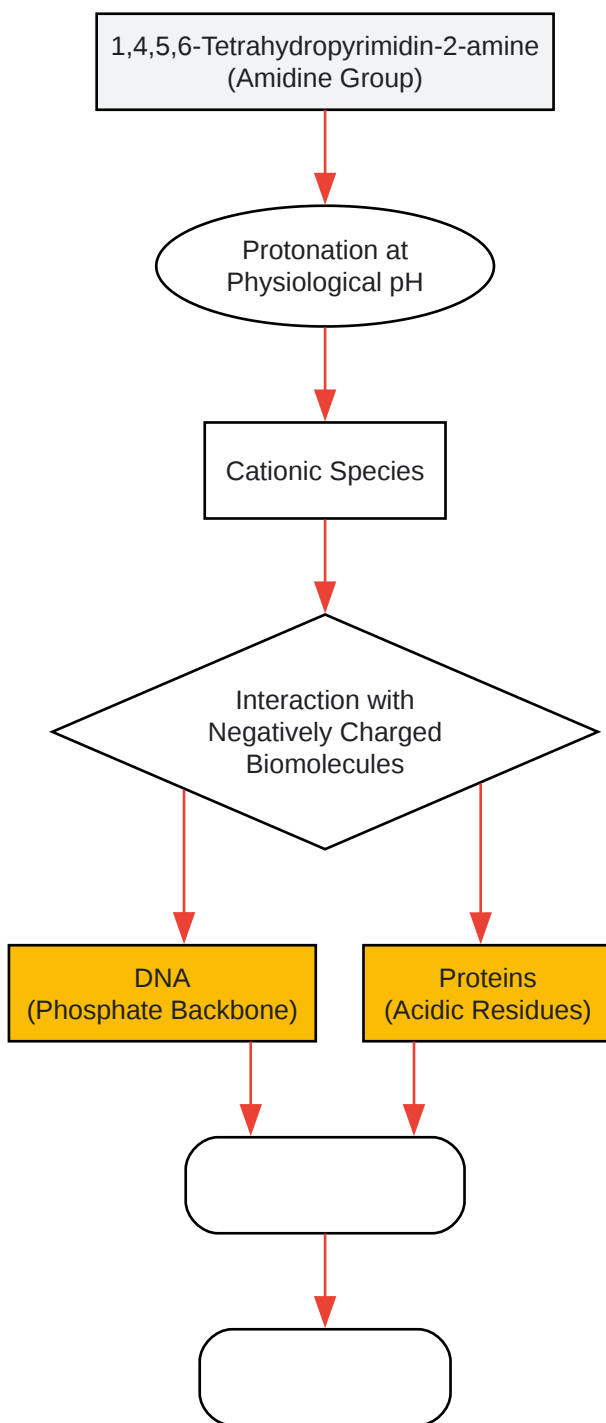 1,4,5,6-Tetrahydropyrimidin-2-amine
(Amidine Group)
Protonation at
Physiological pH
Cationic Species
Interaction with
Negatively Charged
Biomolecules
DNA
(Phosphate Backbone)
Proteins
(Acidic Residues)